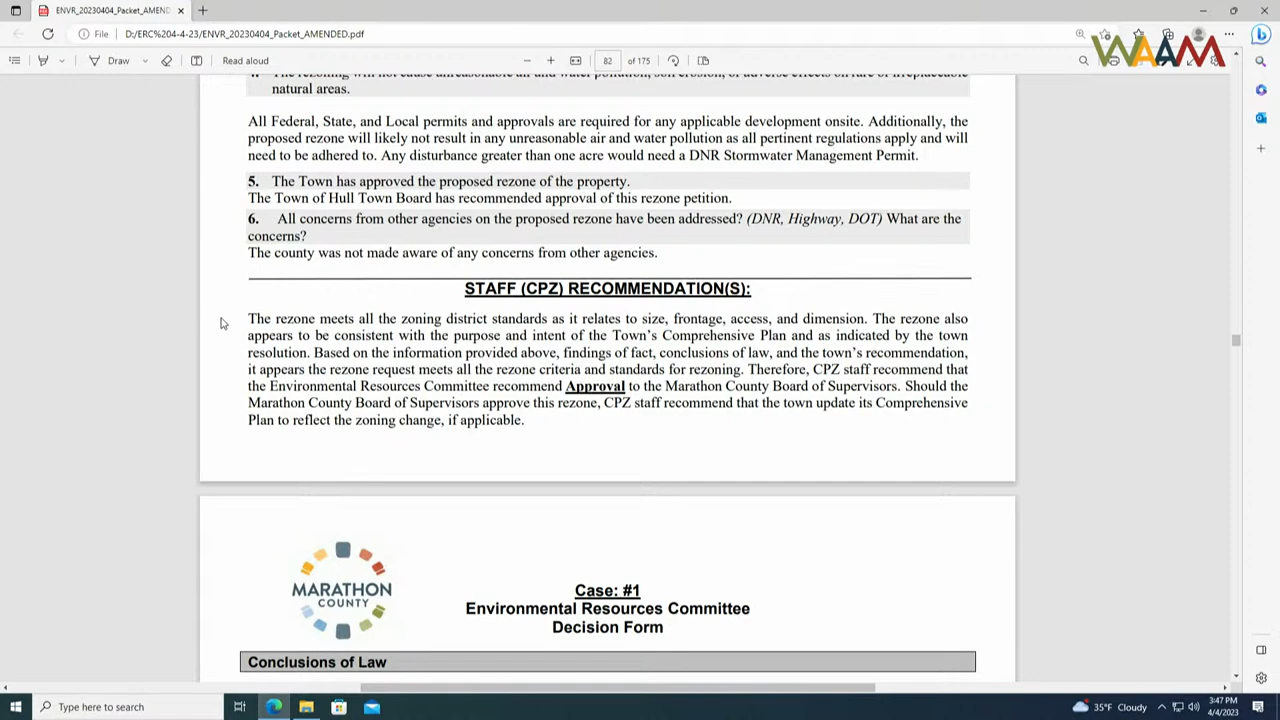 ENVR_20230404_Packet_AMEND
File D:/ERC%204-4-23/ENVR_20230404_Packet_AMENDED.pdf
WAAM
Draw Read aloud 82 of 175
natural areas.
All Federal, State, and Local permits and approvals are required for any applicable development onsite. Additionally, the
proposed rezone will likely not result in any unreasonable air and water pollution as all pertinent regulations apply and will
need to be adhered to. Any disturbance greater than one acre would need a DNR Stormwater Management Permit.
5. The Town has approved the proposed rezone of the property.
The Town of Hull Town Board has recommended approval of this rezone petition.
6. All concerns from other agencies on the proposed rezone have been addressed? (DNR, Highway, DOT) What are the
concerns?
The county was not made aware of any concerns from other agencies.
STAFF (CPZ) RECOMMENDATION(S):
The rezone meets all the zoning district standards as it relates to size, frontage, access, and dimension. The rezone also
appears to be consistent with the purpose and intent of the Town's Comprehensive Plan and as indicated by the town
resolution. Based on the information provided above, findings of fact, conclusions of law, and the town's recommendation,
it appears the rezone request meets all the rezone criteria and standards for rezoning. Therefore, CPZ staff recommend that
the Environmental Resources Committee recommend Approval to the Marathon County Board of Supervisors. Should the
Marathon County Board of Supervisors approve this rezone, CPZ staff recommend that the town update its Comprehensive
Plan to reflect the zoning change, if applicable.
MARATHON
COUNTY
Case: #1
Environmental Resources Committee
Decision Form
Conclusions of Law
Type here to search
35°F Cloudy
3:47 PM
4/4/2023